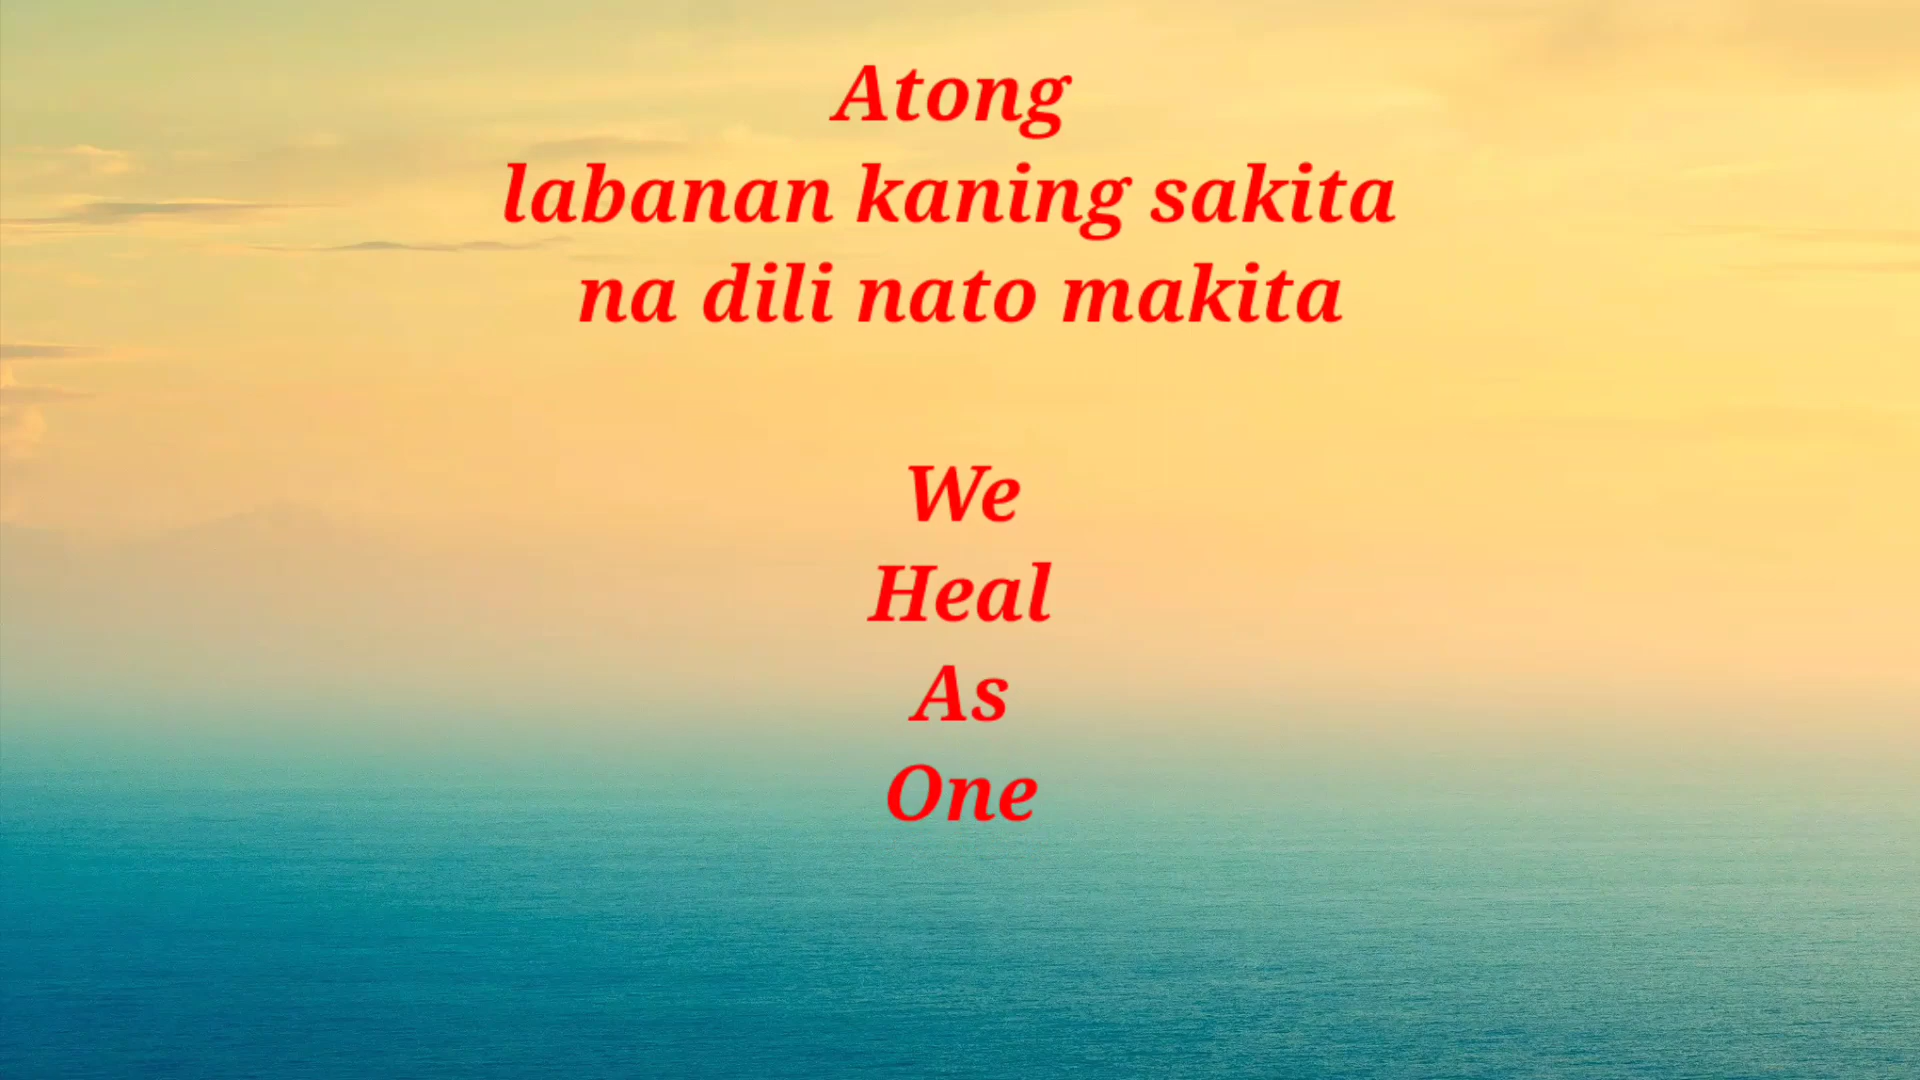 Atong
labanan kaning sakita
na dili nato makita
We
Heal
As
One